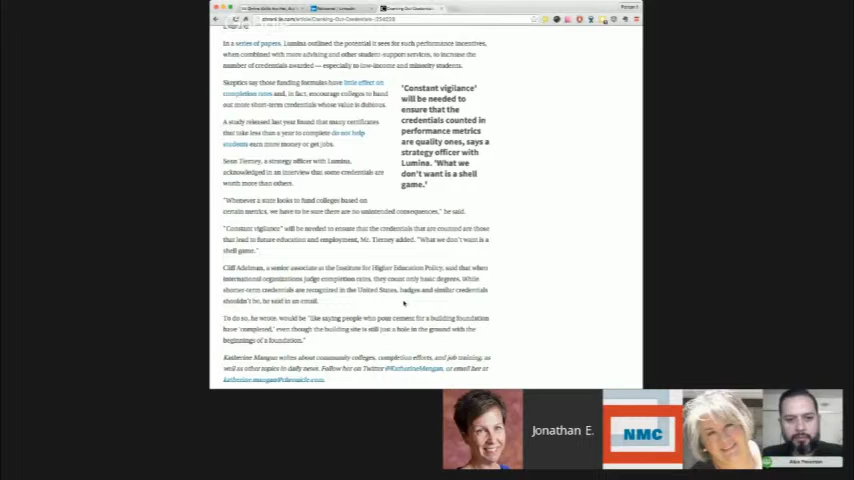 chronicle.com/article/Cranking-Out-Credentials-/154059
In a series of papers, Lumina outlined the potential it sees for such performance incentives,
when combined with more advising and other student-support services, to increase the
number of credentials awarded — especially to low-income and minority students.
Skeptics say those funding formulas have little effect on
completion rates and, in fact, encourage colleges to hand
out more short-term credentials whose value is dubious.
A study released last year found that many certificates
that take less than a year to complete do not help
students earn more money or get jobs.
Sean Tierney, a strategy officer with Lumina,
acknowledged in an interview that some credentials are
worth more than others.
'Constant vigilance'
will be needed to
ensure that the
credentials counted in
performance metrics
are quality ones, says a
strategy officer with
Lumina. 'What we
don't want is a shell
game.'
"Whenever a state looks to fund colleges based on
certain metrics, we have to be sure there are no unintended consequences," he said.
"Constant vigilance" will be needed to ensure that the credentials that are counted are those
that lead to future education and employment, Mr. Tierney added. "What we don't want is a
shell game."
Cliff Adelman, a senior associate at the Institute for Higher Education Policy, said that when
international organizations judge completion rates, they count only basic degrees. While
shorter-term credentials are recognized in the United States, badges and similar credentials
shouldn't be, he said in an email.
To do so, he wrote, would be "like saying people who pour cement for a building foundation
have 'completed,' even though the building site is still just a hole in the ground with the
beginnings of a foundation."
Katherine Mangan writes about community colleges, completion efforts, and job training, as
well as other topics in daily news. Follow her on Twitter @KatherineMangan, or email her at
katherine.mangan@chronicle.com.
Jonathan E.
NMC